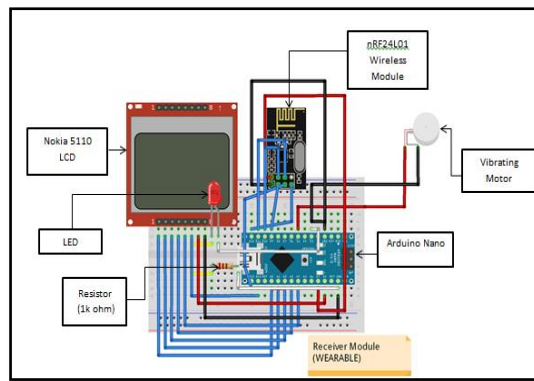 nRF24L01
Wireless
Module
Nokia 5110
LCD
Vibrating
Motor
LED
Arduino Nano
Resistor
(1k ohm)
Receiver Module
(WEARABLE)